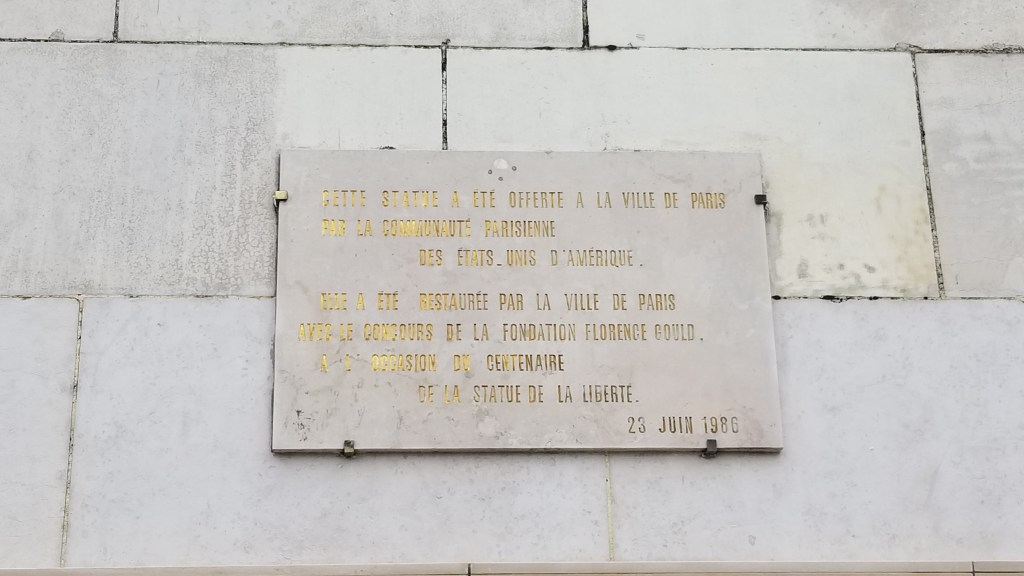 CETTE STATUE A ÉTÉ OFFERTE A LA VILLE DE PARIS
PAR LA COMMUNAUTÉ PARISIENNE
DES ÉTATS-UNIS D'AMÉRIQUE.
ELLE A ÉTÉ RESTAURÉE PAR LA VILLE DE PARIS
AVEC LE CONCOURS DE LA FONDATION FLORENCE GOULD,
A L'OCCASION DU CENTENAIRE
DE LA STATUE DE LA LIBERTÉ.
23 JUIN 1986